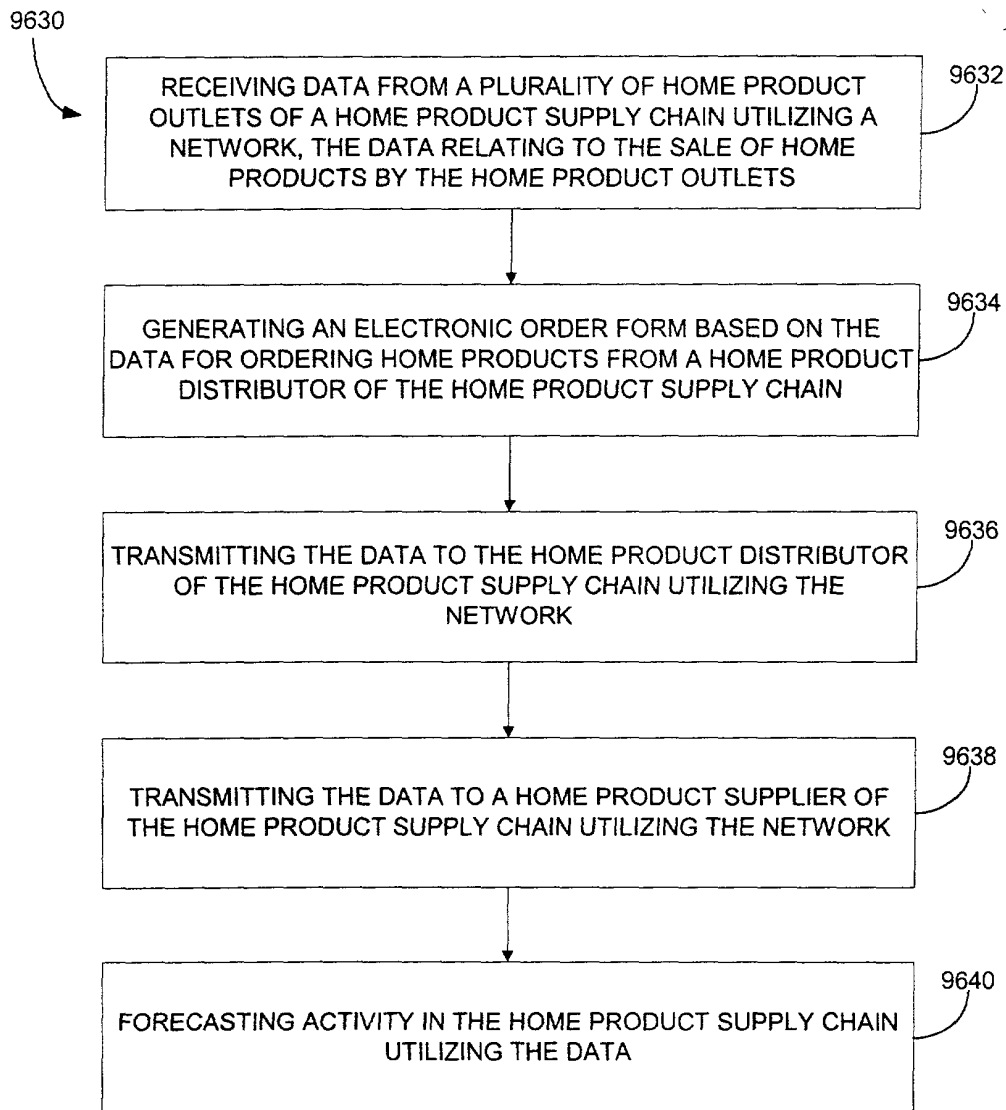 9630
RECEIVING DATA FROM A PLURALITY OF HOME PRODUCT
OUTLETS OF A HOME PRODUCT SUPPLY CHAIN UTILIZING A
NETWORK, THE DATA RELATING TO THE SALE OF HOME
PRODUCTS BY THE HOME PRODUCT OUTLETS
9632
GENERATING AN ELECTRONIC ORDER FORM BASED ON THE
DATA FOR ORDERING HOME PRODUCTS FROM A HOME PRODUCT
DISTRIBUTOR OF THE HOME PRODUCT SUPPLY CHAIN
9634
TRANSMITTING THE DATA TO THE HOME PRODUCT DISTRIBUTOR
OF THE HOME PRODUCT SUPPLY CHAIN UTILIZING THE
NETWORK
9636
TRANSMITTING THE DATA TO A HOME PRODUCT SUPPLIER OF
THE HOME PRODUCT SUPPLY CHAIN UTILIZING THE NETWORK
9638
FORECASTING ACTIVITY IN THE HOME PRODUCT SUPPLY CHAIN
UTILIZING THE DATA
9640